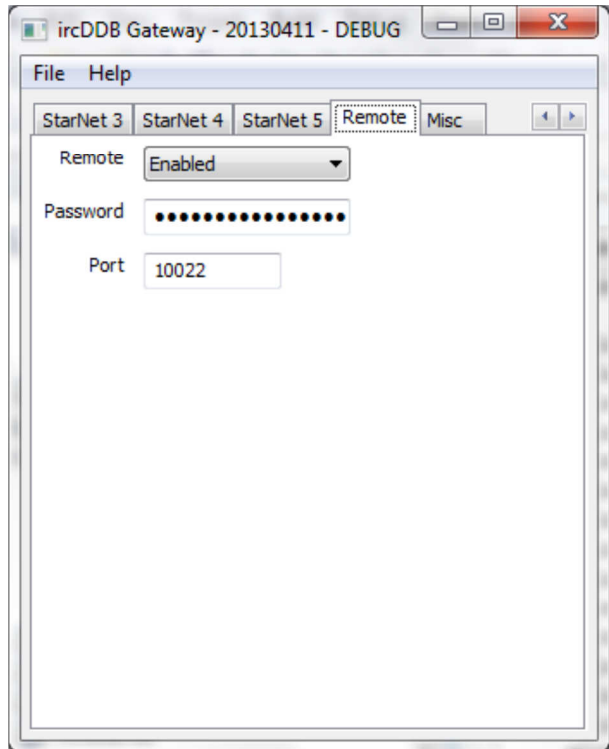 ircDDB Gateway - 20130411 - DEBUG
File Help
StarNet 3 StarNet 4 StarNet 5 Remote Misc
Remote Enabled
Password ●●●●●●●●●●●●●●●●
Port 10022